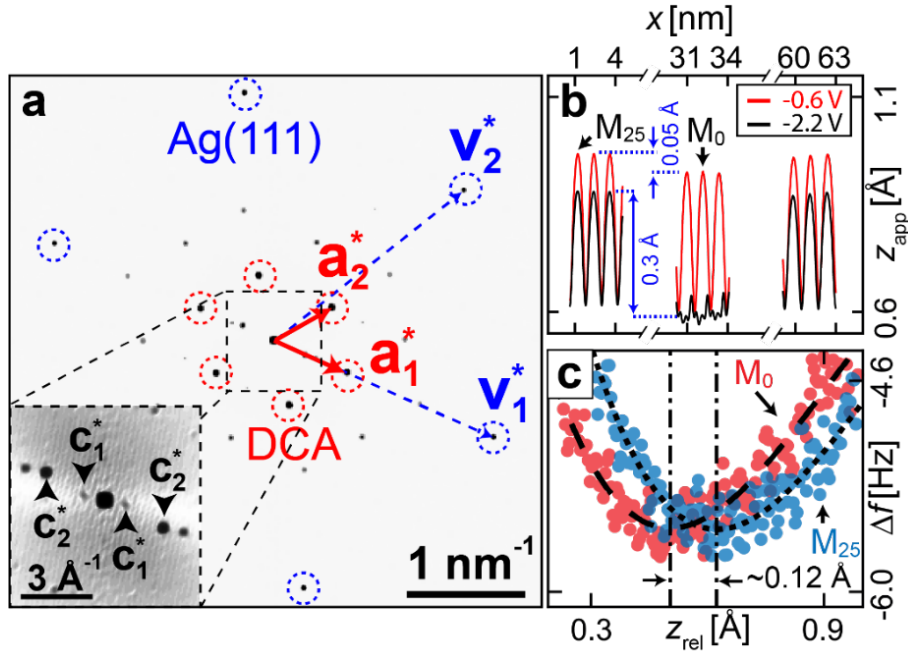 a
Ag(111)
v₂*
a₂*
a₁*
v₁*
DCA
c₁*
c₂*
c₂*
c₁*
3 Å⁻¹
1 nm⁻¹
x [nm]
1 4 31 34 60 63
b
-0.6 V
-2.2 V
M₂₅
0.05 Å
M₀
0.3 Å
1.1
z_app [Å]
0.6
c
M₀
-4.6
Δf [Hz]
M₂₅
~0.12 Å
-6.0
0.3 z_rel [Å] 0.9